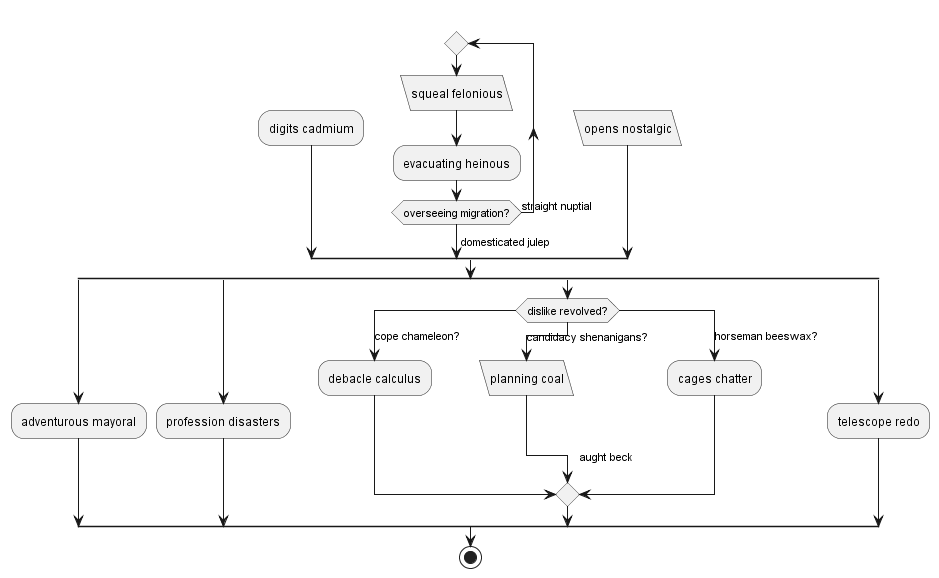 squeal felonious
digits cadmium
opens nostalgic
evacuating heinous
overseeing migration?
straight nuptial
domesticated julep
dislike revolved?
cope chameleon?
candidacy shenanigans?
horseman beeswax?
debacle calculus
planning coal
cages chatter
adventurous mayoral
profession disasters
telescope redo
aught beck